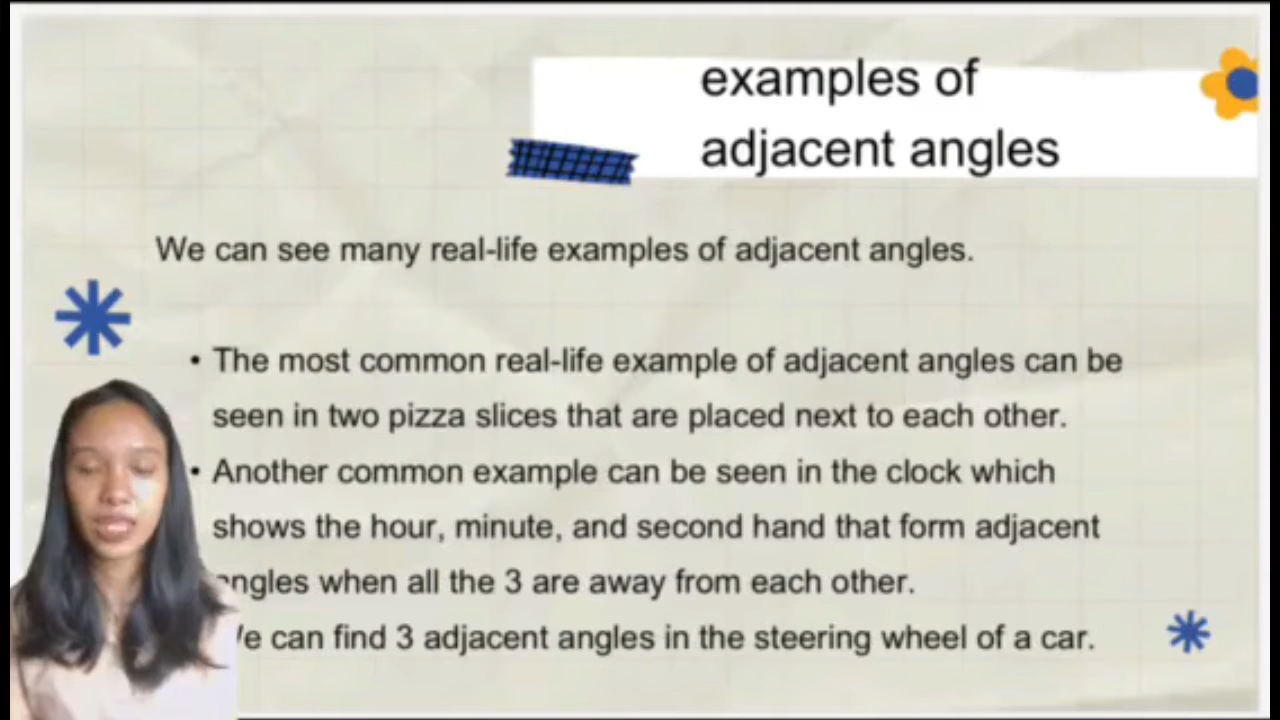 examples of
adjacent angles
We can see many real-life examples of adjacent angles.
• The most common real-life example of adjacent angles can be
seen in two pizza slices that are placed next to each other.
• Another common example can be seen in the clock which
shows the hour, minute, and second hand that form adjacent
angles when all the 3 are away from each other.
We can find 3 adjacent angles in the steering wheel of a car.